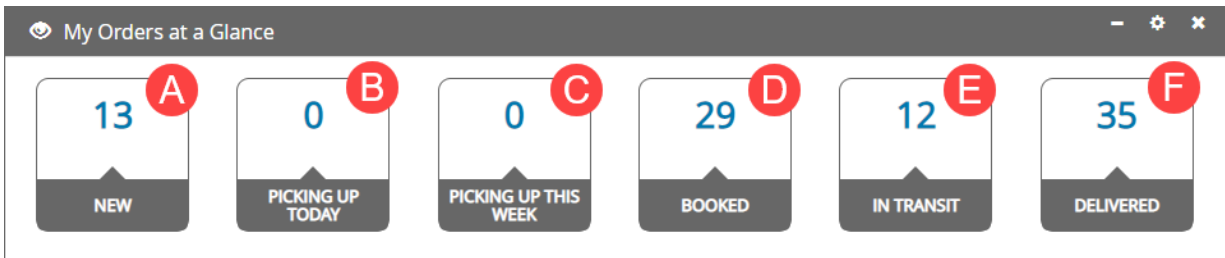 My Orders at a Glance
A
B
C
D
E
F
13
0
0
29
12
35
NEW
PICKING UP
TODAY
PICKING UP THIS
WEEK
BOOKED
IN TRANSIT
DELIVERED